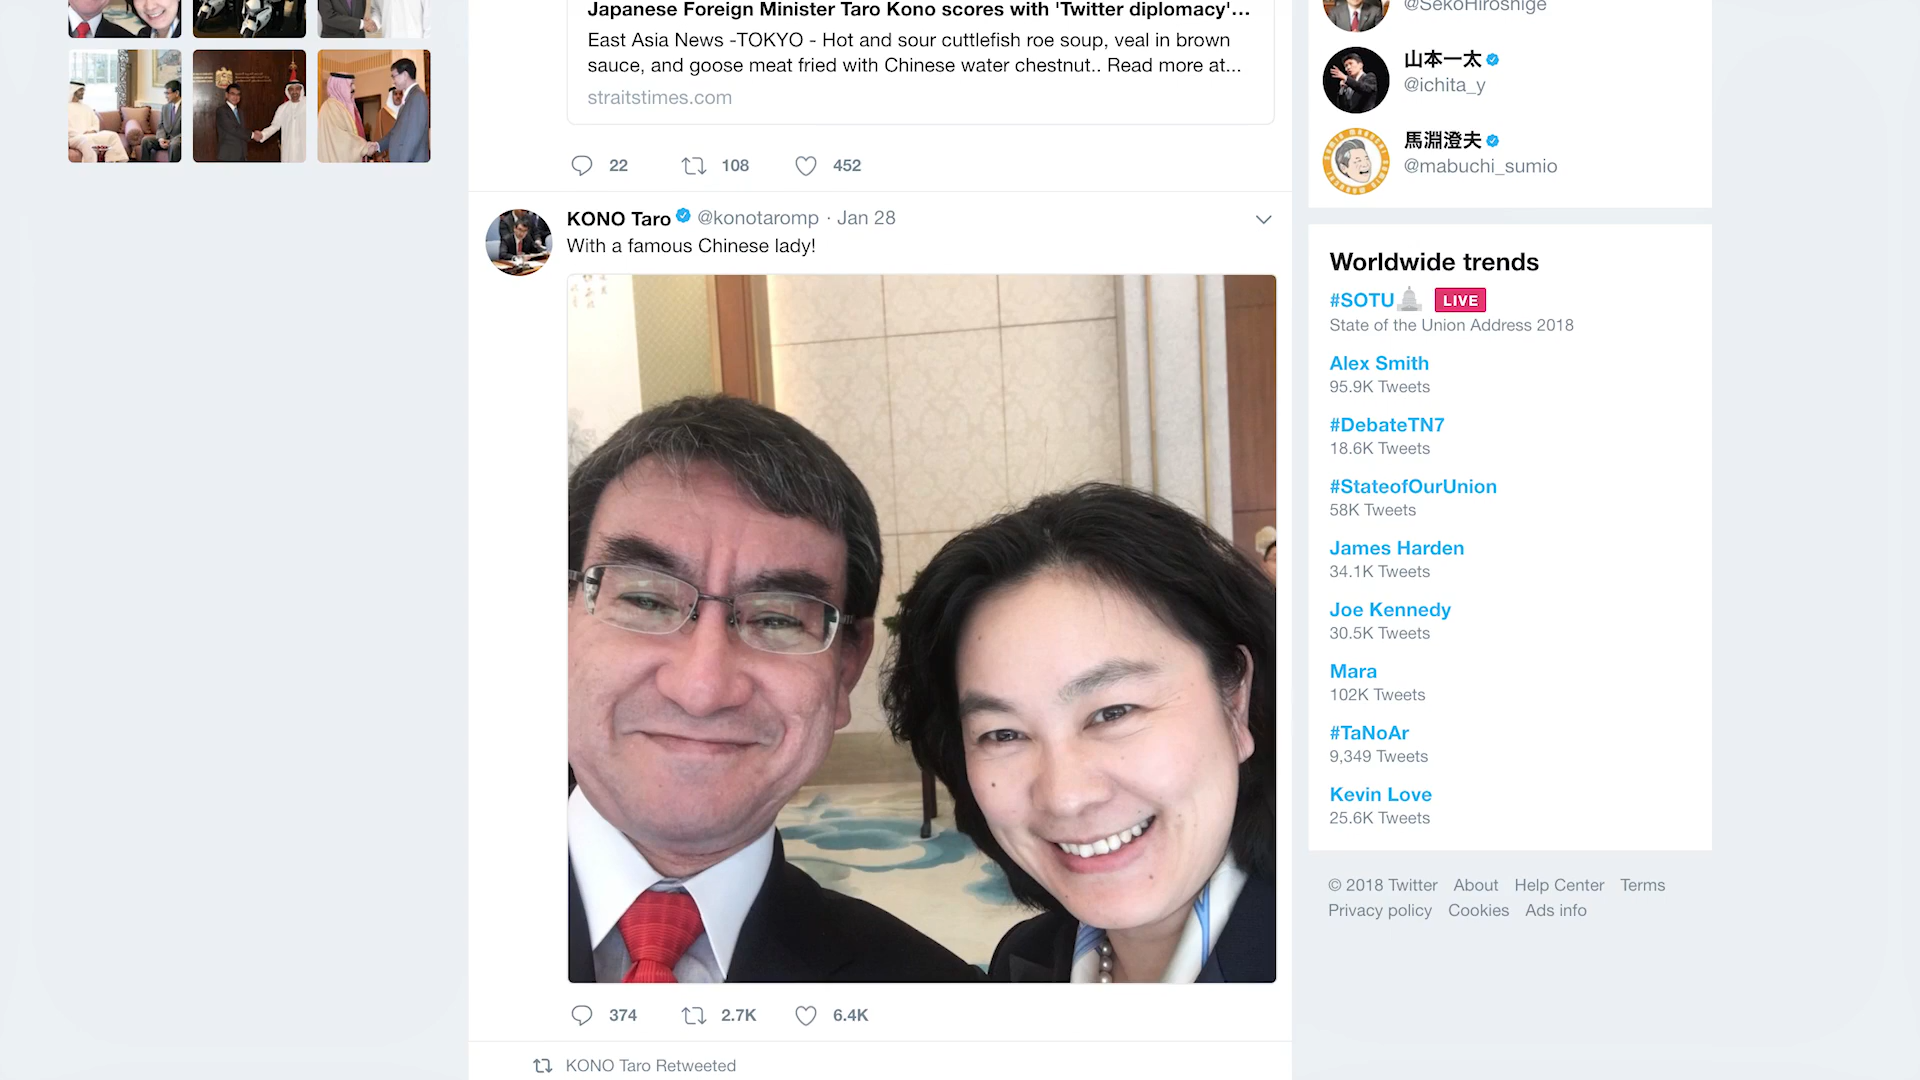 Japanese Foreign Minister Taro Kono scores with 'Twitter diplomacy'...
East Asia News -TOKYO - Hot and sour cuttlefish roe soup, veal in brown
sauce, and goose meat fried with Chinese water chestnut.. Read more at...
straitstimes.com
22 108 452
KONO Taro @konotaromp · Jan 28
With a famous Chinese lady!
374 2.7K 6.4K
KONO Taro Retweeted
@SekoHiroshige
山本一太
@ichita_y
馬淵澄夫
@mabuchi_sumio
Worldwide trends
#SOTU LIVE
State of the Union Address 2018
Alex Smith
95.9K Tweets
#DebateTN7
18.6K Tweets
#StateofOurUnion
58K Tweets
James Harden
34.1K Tweets
Joe Kennedy
30.5K Tweets
Mara
102K Tweets
#TaNoAr
9,349 Tweets
Kevin Love
25.6K Tweets
© 2018 Twitter About Help Center Terms
Privacy policy Cookies Ads info